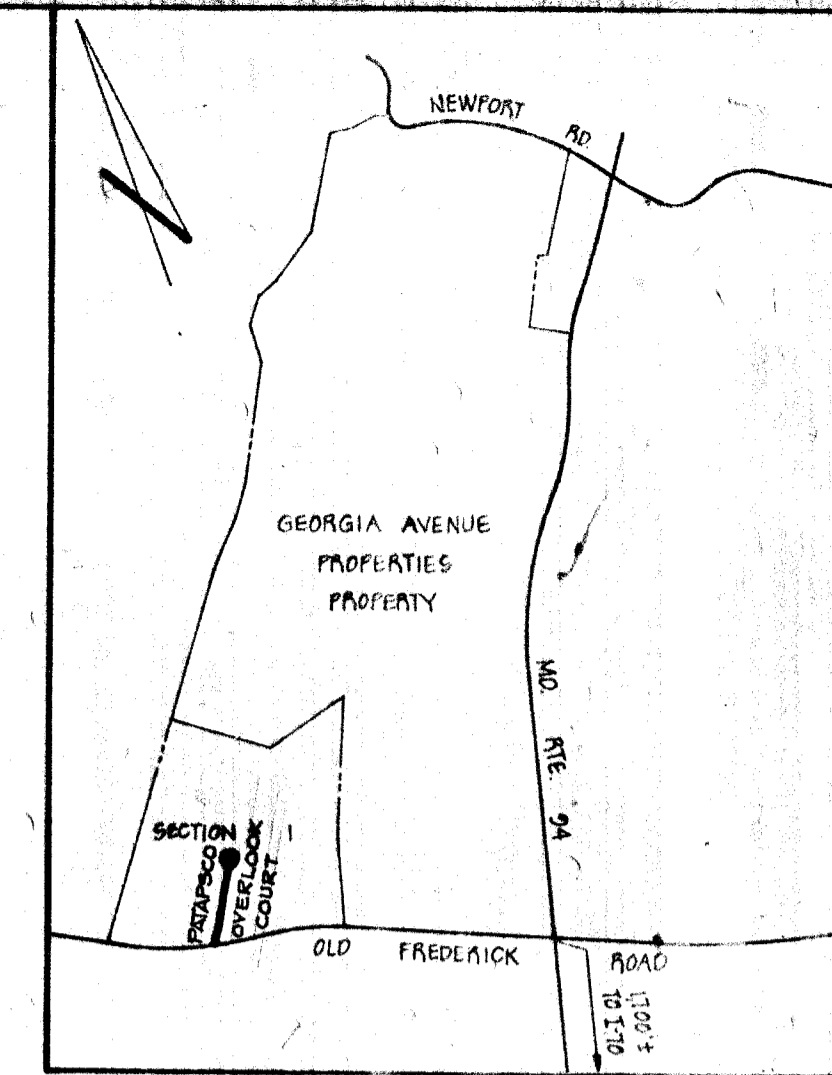 NEWPORT RD.
GEORGIA AVENUE
PROPERTIES
PROPERTY
MD. RTE. 94
SECTION 1
PATAPSCO
OVERLOOK
COURT
OLD FREDERICK ROAD
1700'±
TO I-70